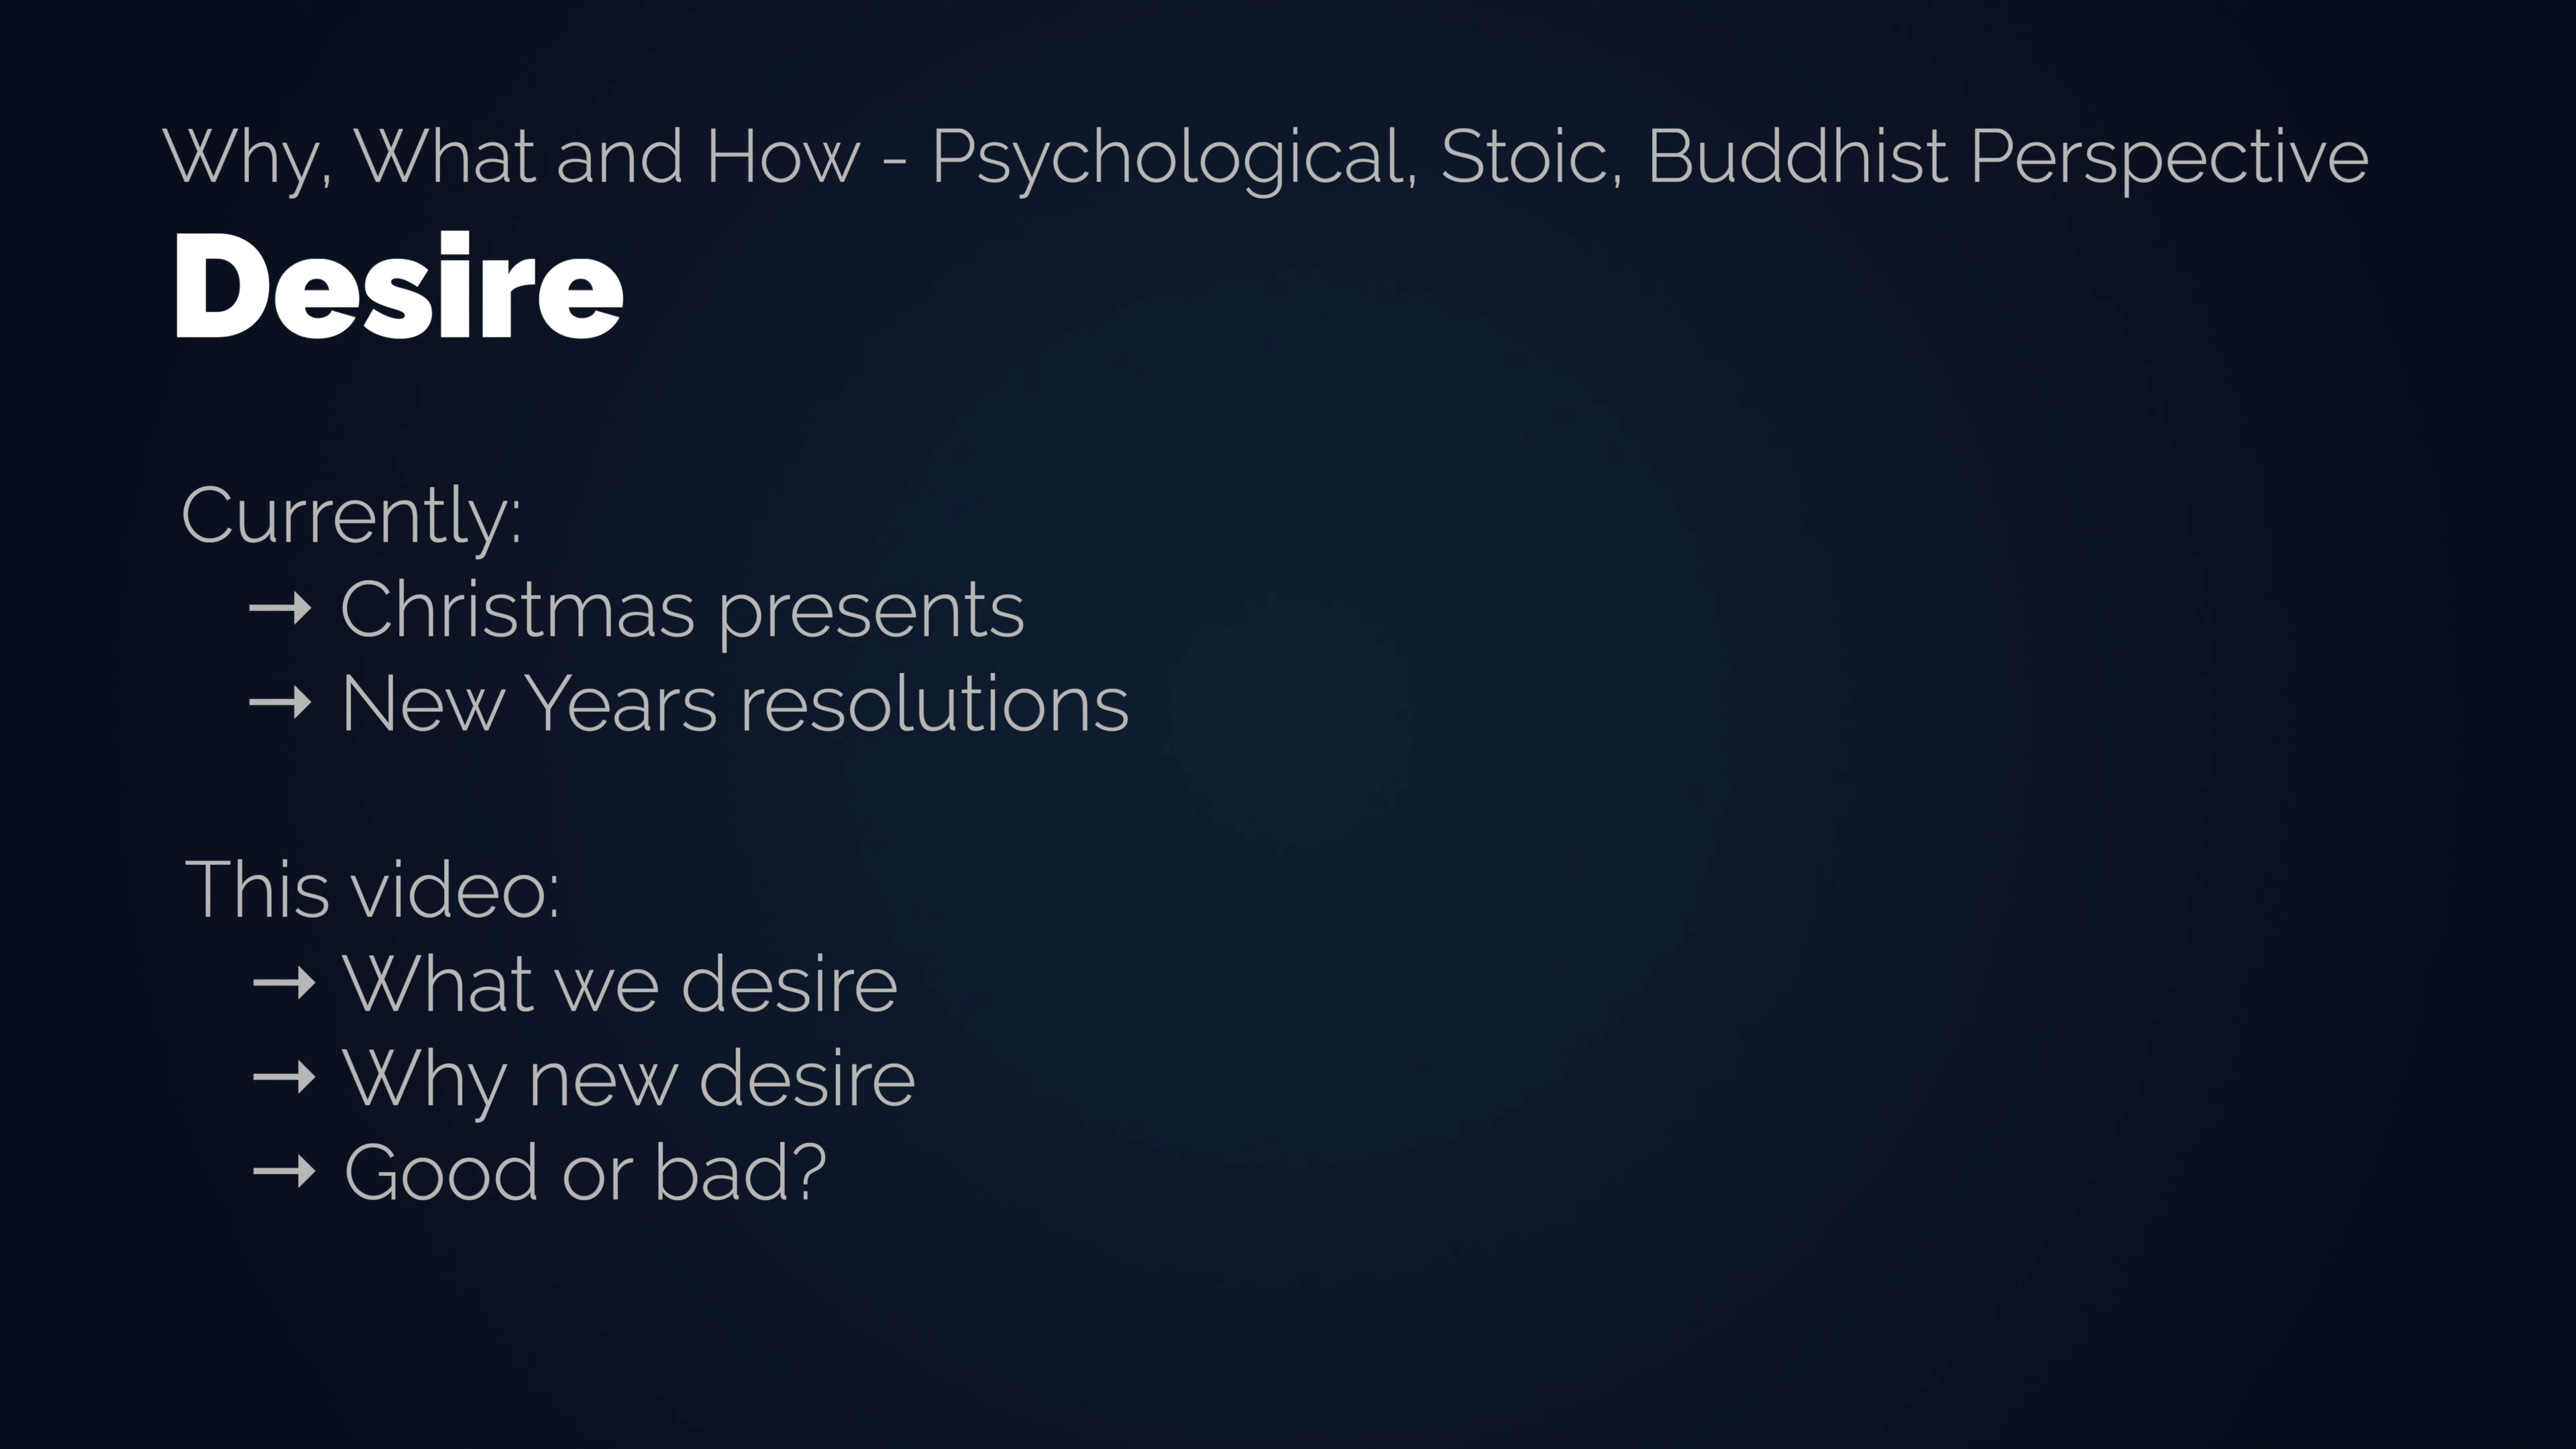 Why, What and How - Psychological, Stoic, Buddhist Perspective
Desire
Currently:
→ Christmas presents
→ New Years resolutions
This video:
→ What we desire
→ Why new desire
→ Good or bad?